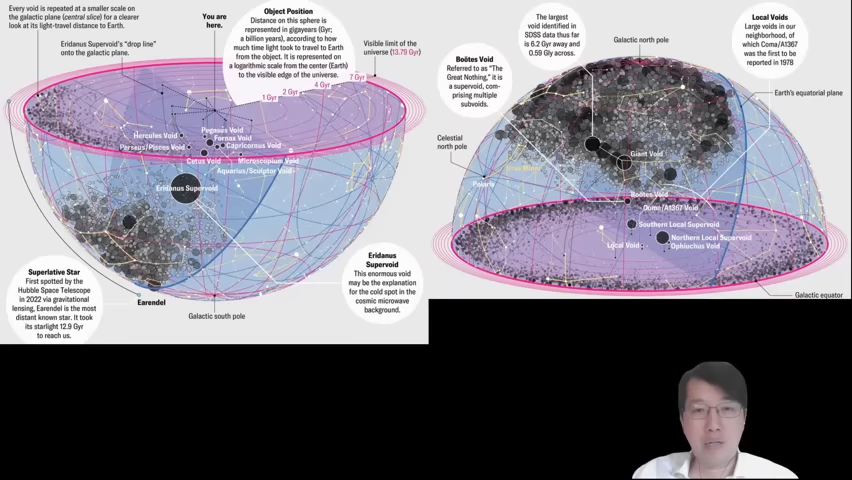 Every void is repeated at a smaller scale on
the galactic plane (central slice) for a clearer
look at its light-travel distance to Earth.
Eridanus Supervoid's "drop line"
onto the galactic plane.
You are
here.
Object Position
Distance on this sphere is
represented in gigayears (Gyr;
a billion years), according to how
much time light took to travel to Earth
from the object. It is represented on
a logarithmic scale from the center (Earth)
to the visible edge of the universe.
Visible limit of the
universe (13.79 Gyr)
1 Gyr
2 Gyr
4 Gyr
7 Gyr
Hercules Void
Pegasus Void
Fornax Void
Perseus/Pisces Void
Capricornus Void
Cetus Void
Microscopium Void
Aquarius/Sculptor Void
Eridanus Supervoid
Superlative Star
First spotted by the
Hubble Space Telescope
in 2022 via gravitational
lensing, Earendel is the most
distant known star. It took
its starlight 12.9 Gyr
to reach us.
Earendel
Galactic south pole
Eridanus
Supervoid
This enormous void
may be the explanation
for the cold spot in the
cosmic microwave
background.
The largest
void identified in
SDSS data thus far
is 6.2 Gyr away and
0.59 Gly across.
Galactic north pole
Local Voids
Large voids in our
neighborhood, of
which Coma/A1367
was the first to be
reported in 1978
Boötes Void
Referred to as "The
Great Nothing," it is
a supervoid, com-
prising multiple
subvoids.
Earth's equatorial plane
Celestial
north pole
Polaris
Giant Void
Boötes Void
Coma/A1367 Void
Southern Local Supervoid
Northern Local Supervoid
Local Void
Ophiuchus Void
Galactic equator